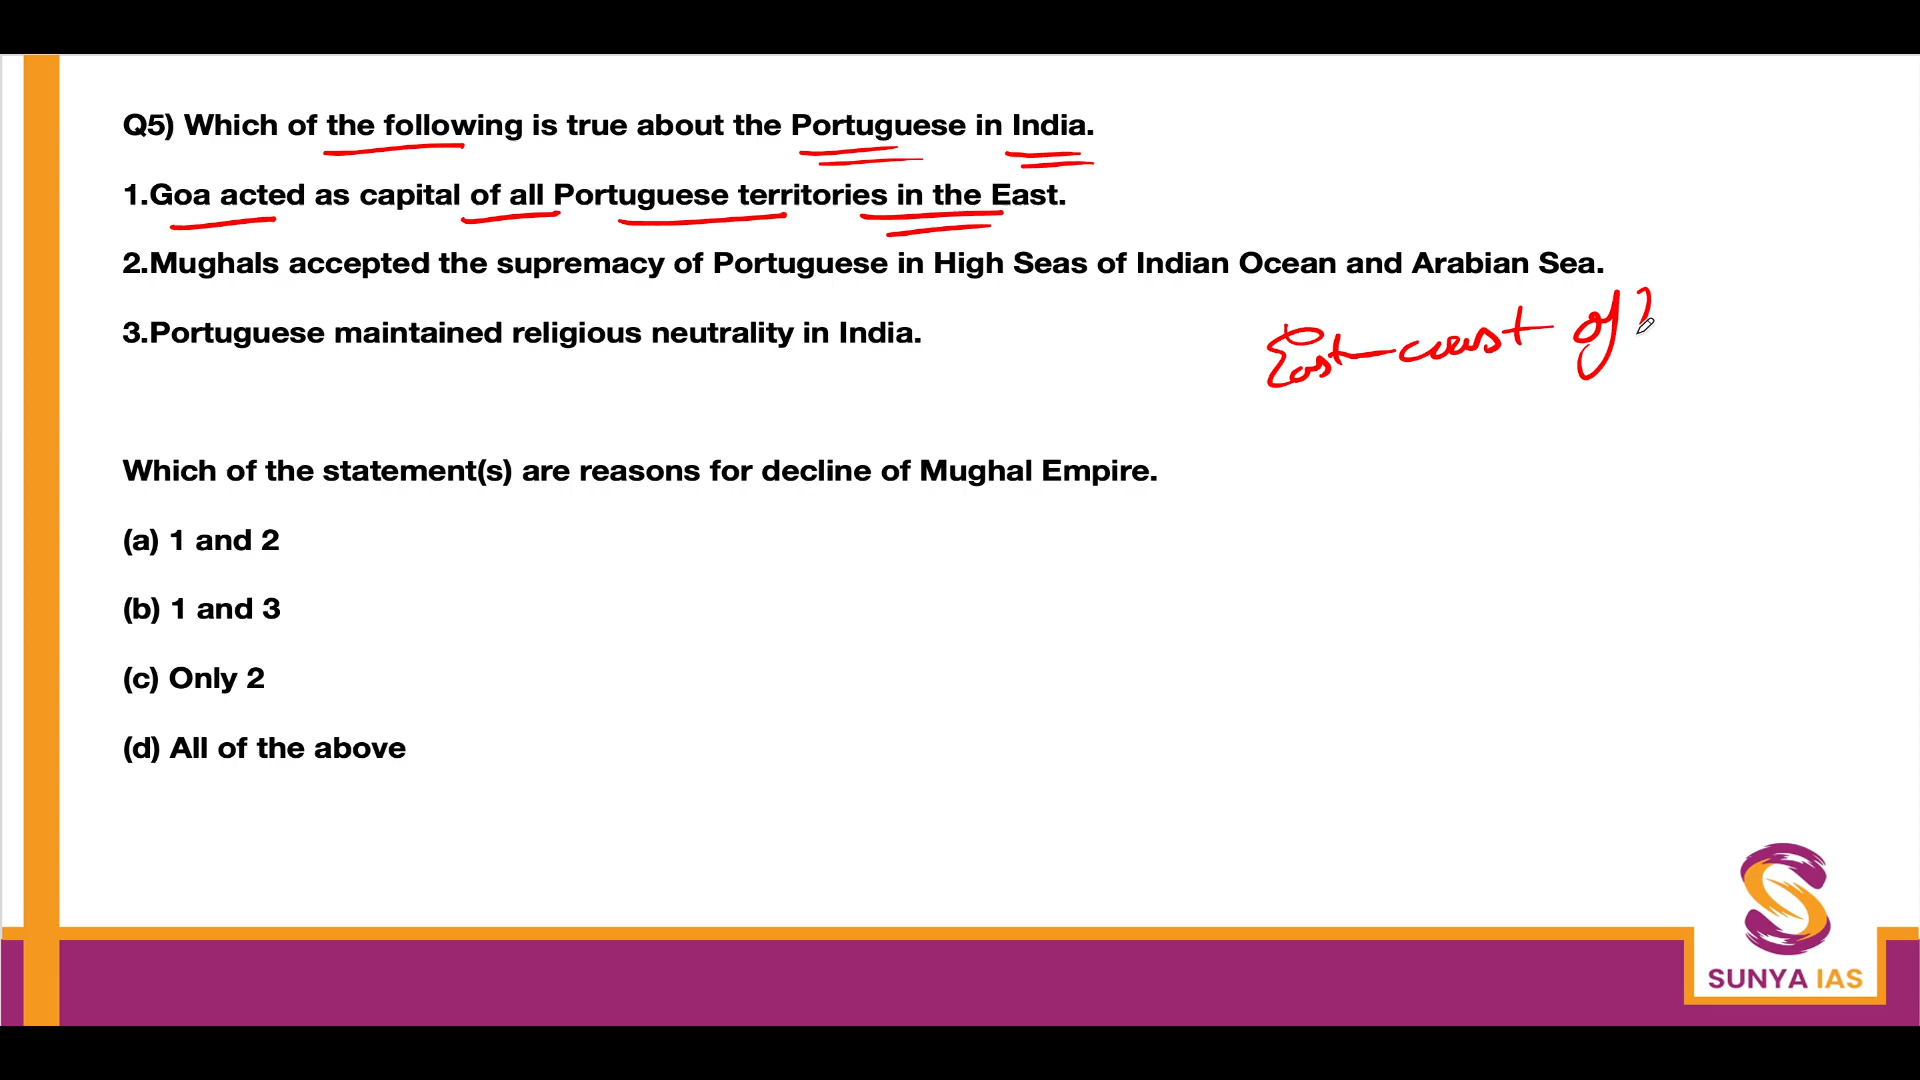 Q5) Which of the following is true about the Portuguese in India.
1.Goa acted as capital of all Portuguese territories in the East.
2.Mughals accepted the supremacy of Portuguese in High Seas of Indian Ocean and Arabian Sea.
3.Portuguese maintained religious neutrality in India.
East coast of
Which of the statement(s) are reasons for decline of Mughal Empire.
(a) 1 and 2
(b) 1 and 3
(c) Only 2
(d) All of the above
SUNYA IAS